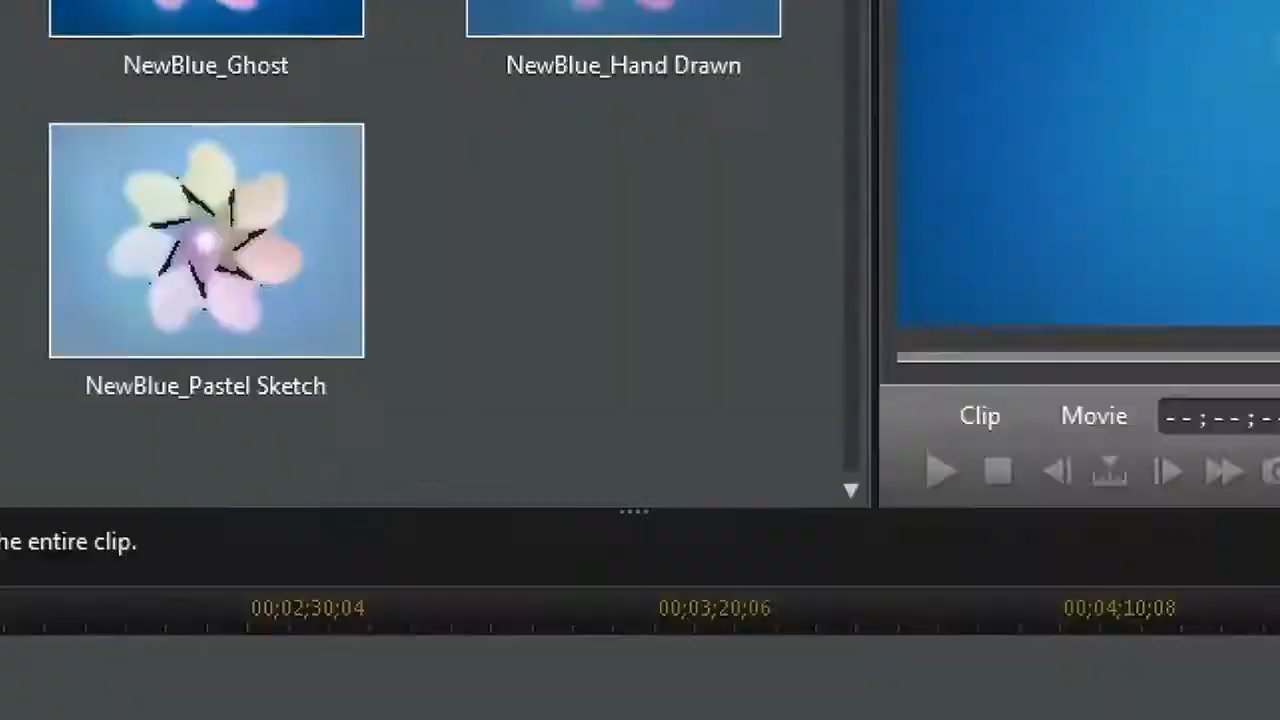 NewBlue_Ghost
NewBlue_Hand Drawn
NewBlue_Pastel Sketch
Clip
Movie
--;--;-
he entire clip.
00;02;30;04
00;03;20;06
00;04;10;08